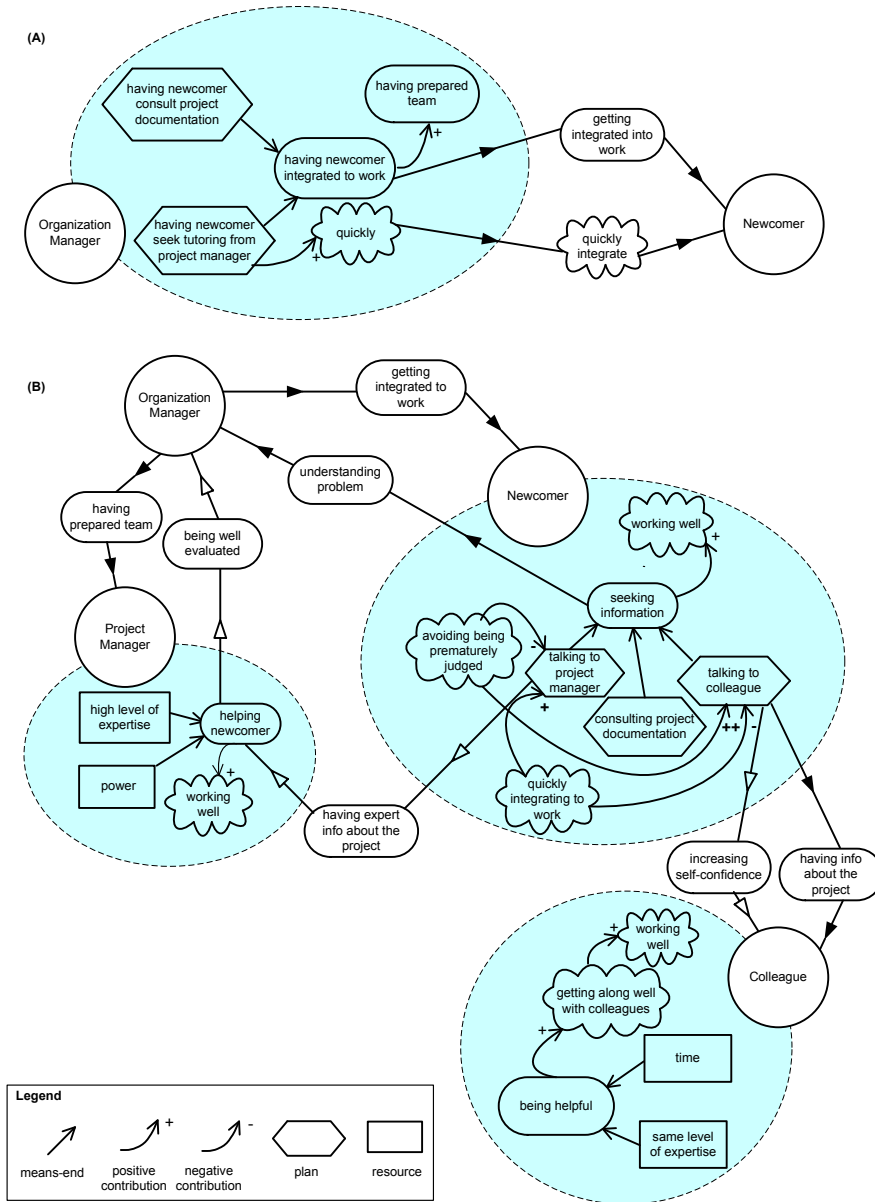 (A)
having newcomer
consult project
documentation
having prepared
team
+
getting
integrated into
work
having newcomer
integrated to work
Organization
Manager
having newcomer
seek tutoring from
project manager
+
quickly
quickly
integrate
Newcomer
(B)
Organization
Manager
getting
integrated to
work
understanding
problem
Newcomer
having
prepared team
being well
evaluated
working well
+
seeking
information
Project
Manager
avoiding being
prematurely
judged
-
talking to
project
manager
+
talking to
colleague
++
-
consulting project
documentation
high level of
expertise
helping
newcomer
power
+
working
well
quickly
integrating to
work
having expert
info about the
project
increasing
self-confidence
having info
about the
project
+
working
well
getting along well
with colleagues
+
Colleague
time
being helpful
same level
of expertise
Legend
+
-
means-end
positive
contribution
negative
contribution
plan
resource